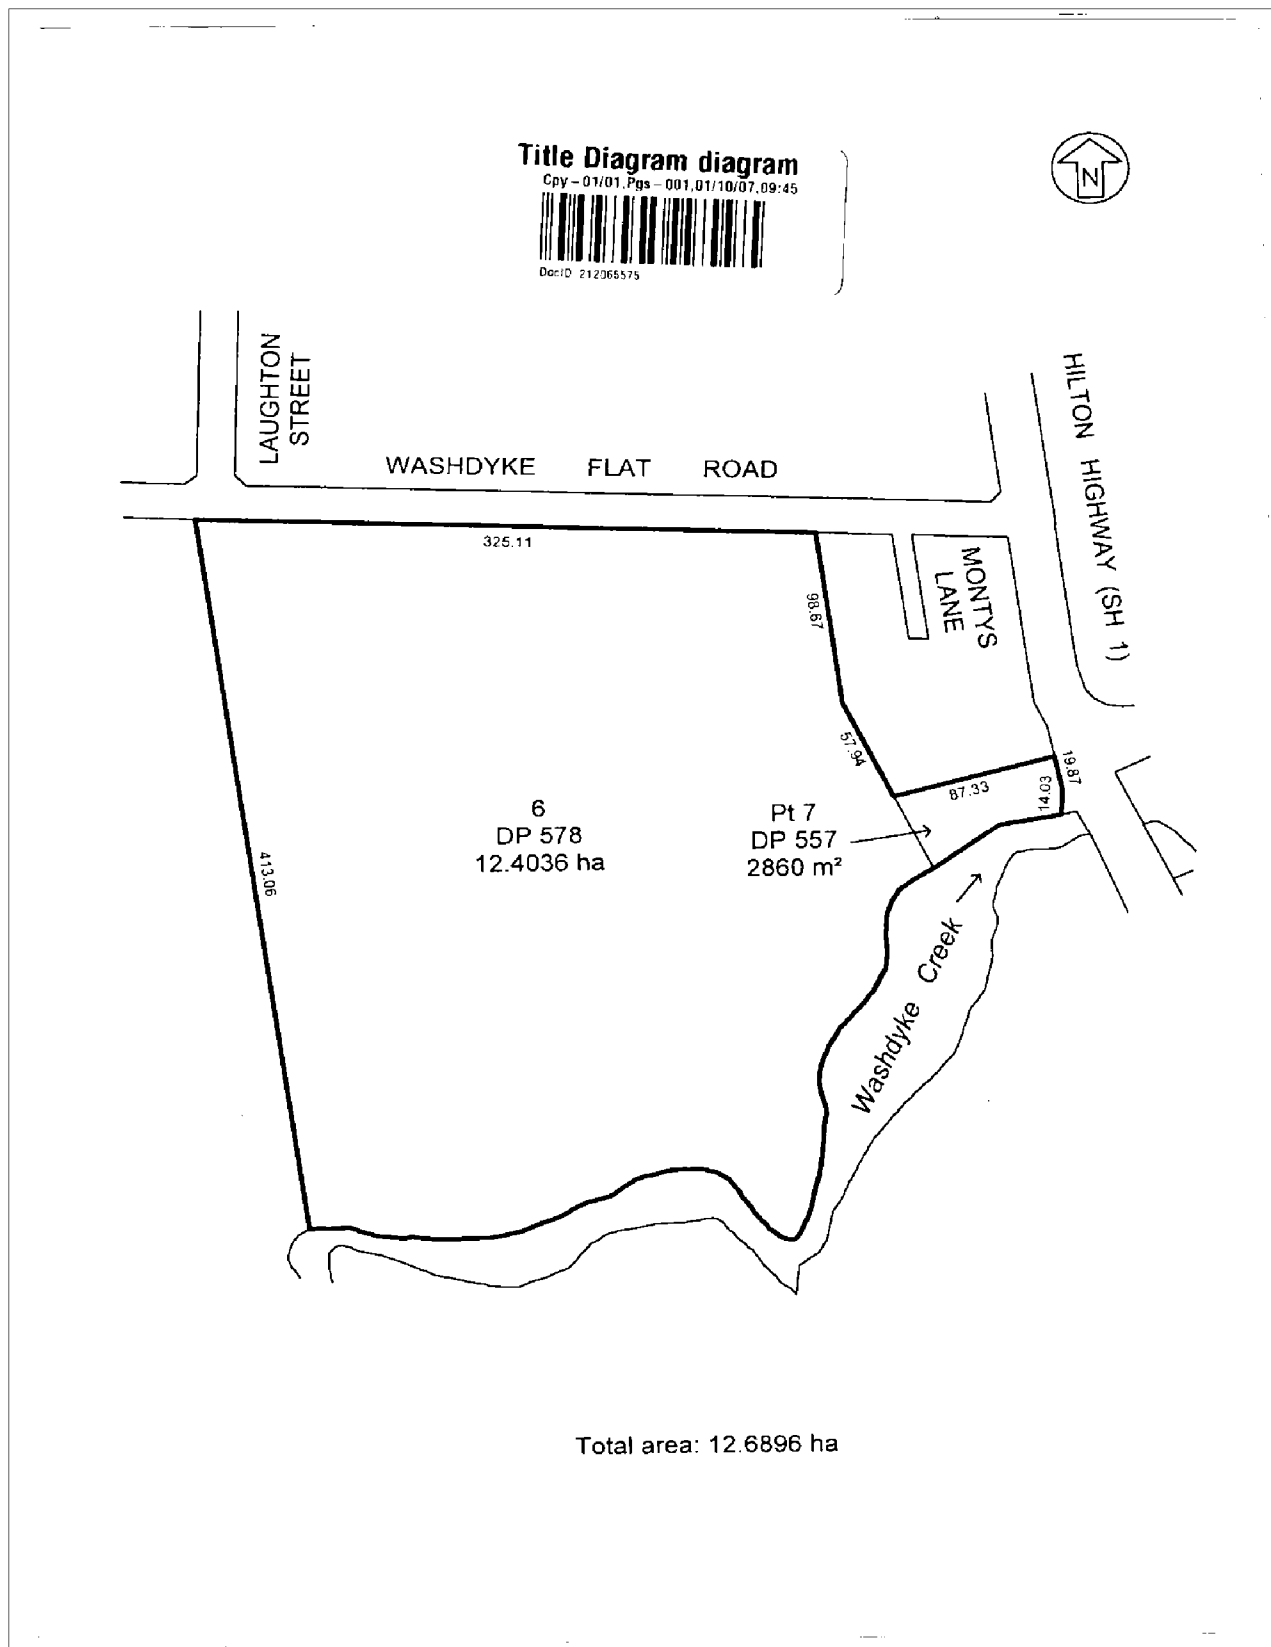 Title Diagram diagram
Cpy - 01/01, Pgs - 001, 01/10/07, 09:45
DocID 212065575
N
LAUGHTON
STREET
HILTON HIGHWAY (SH 1)
WASHDYKE FLAT ROAD
325.11
MONTYS
LANE
98.67
57.94
19.87
87.33
14.03
6
DP 578
12.4036 ha
Pt 7
DP 557
2860 m²
413.06
Washdyke Creek
Total area: 12.6896 ha